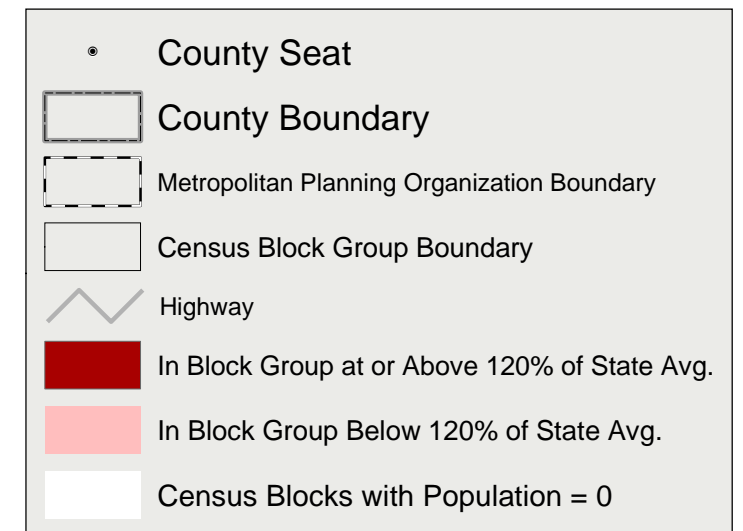 County Seat
County Boundary
Metropolitan Planning Organization Boundary
Census Block Group Boundary
Highway
In Block Group at or Above 120% of State Avg.
In Block Group Below 120% of State Avg.
Census Blocks with Population = 0